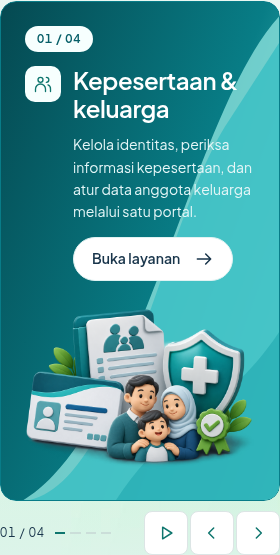 01 / 04
Kepesertaan &
keluarga
Kelola identitas, periksa
informasi kepesertaan, dan
atur data anggota keluarga
melalui satu portal.
Buka layanan
01 / 04